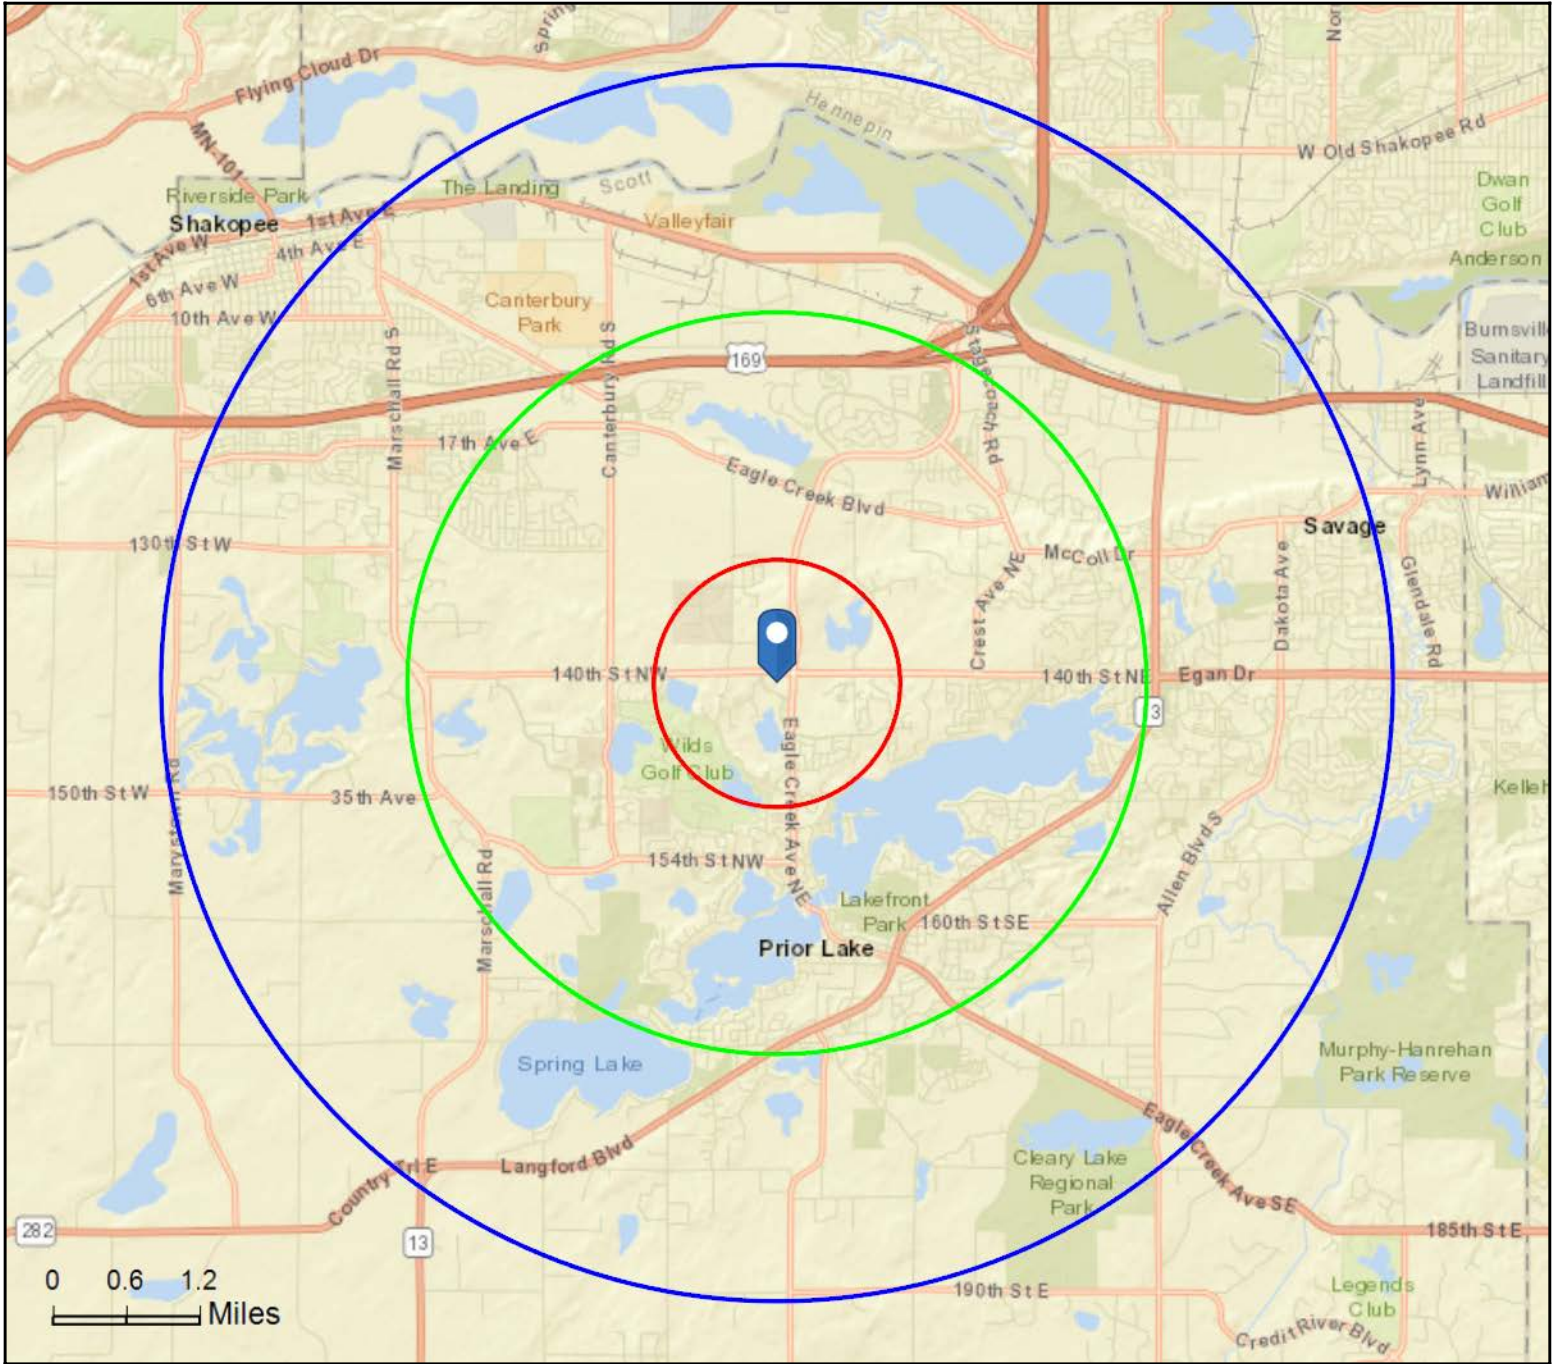 Spring
Nor
Flying Cloud Dr
Hennepin
MN-101
W Old Shakopee Rd
Riverside Park
The Landing
Scott
Dwan
Golf
Club
Shakopee
1st Ave E
Valleyfair
1st Ave W
4th Ave E
Anderson
6th Ave W
Canterbury
Park
10th Ave W
Burnsvill
Sanitary
Landfill
169
Marschall Rd S
Canterbury Rd S
Stagecoach Rd
17th Ave E
Lynn Ave
Eagle Creek Blvd
William
Savage
130th St W
McColl Dr
Crest Ave NE
Dakota Ave
Glendale Rd
140th St NW
140th St NE
Egan Dr
13
Wilds
Golf Club
Eagle Creek Ave NE
150th St W
35th Ave
Kelleh
Marystown Rd
154th St NW
Allen Blvd S
Marschall Rd
Lakefront
Park
160th St SE
Prior Lake
Spring Lake
Murphy-Hanrehan
Park Reserve
Eagle Creek Ave SE
Langford Blvd
Country Trl E
Cleary Lake
Regional
Park
282
13
185th St E
0 0.6 1.2
Miles
190th St E
Legends
Club
Credit River Blvd